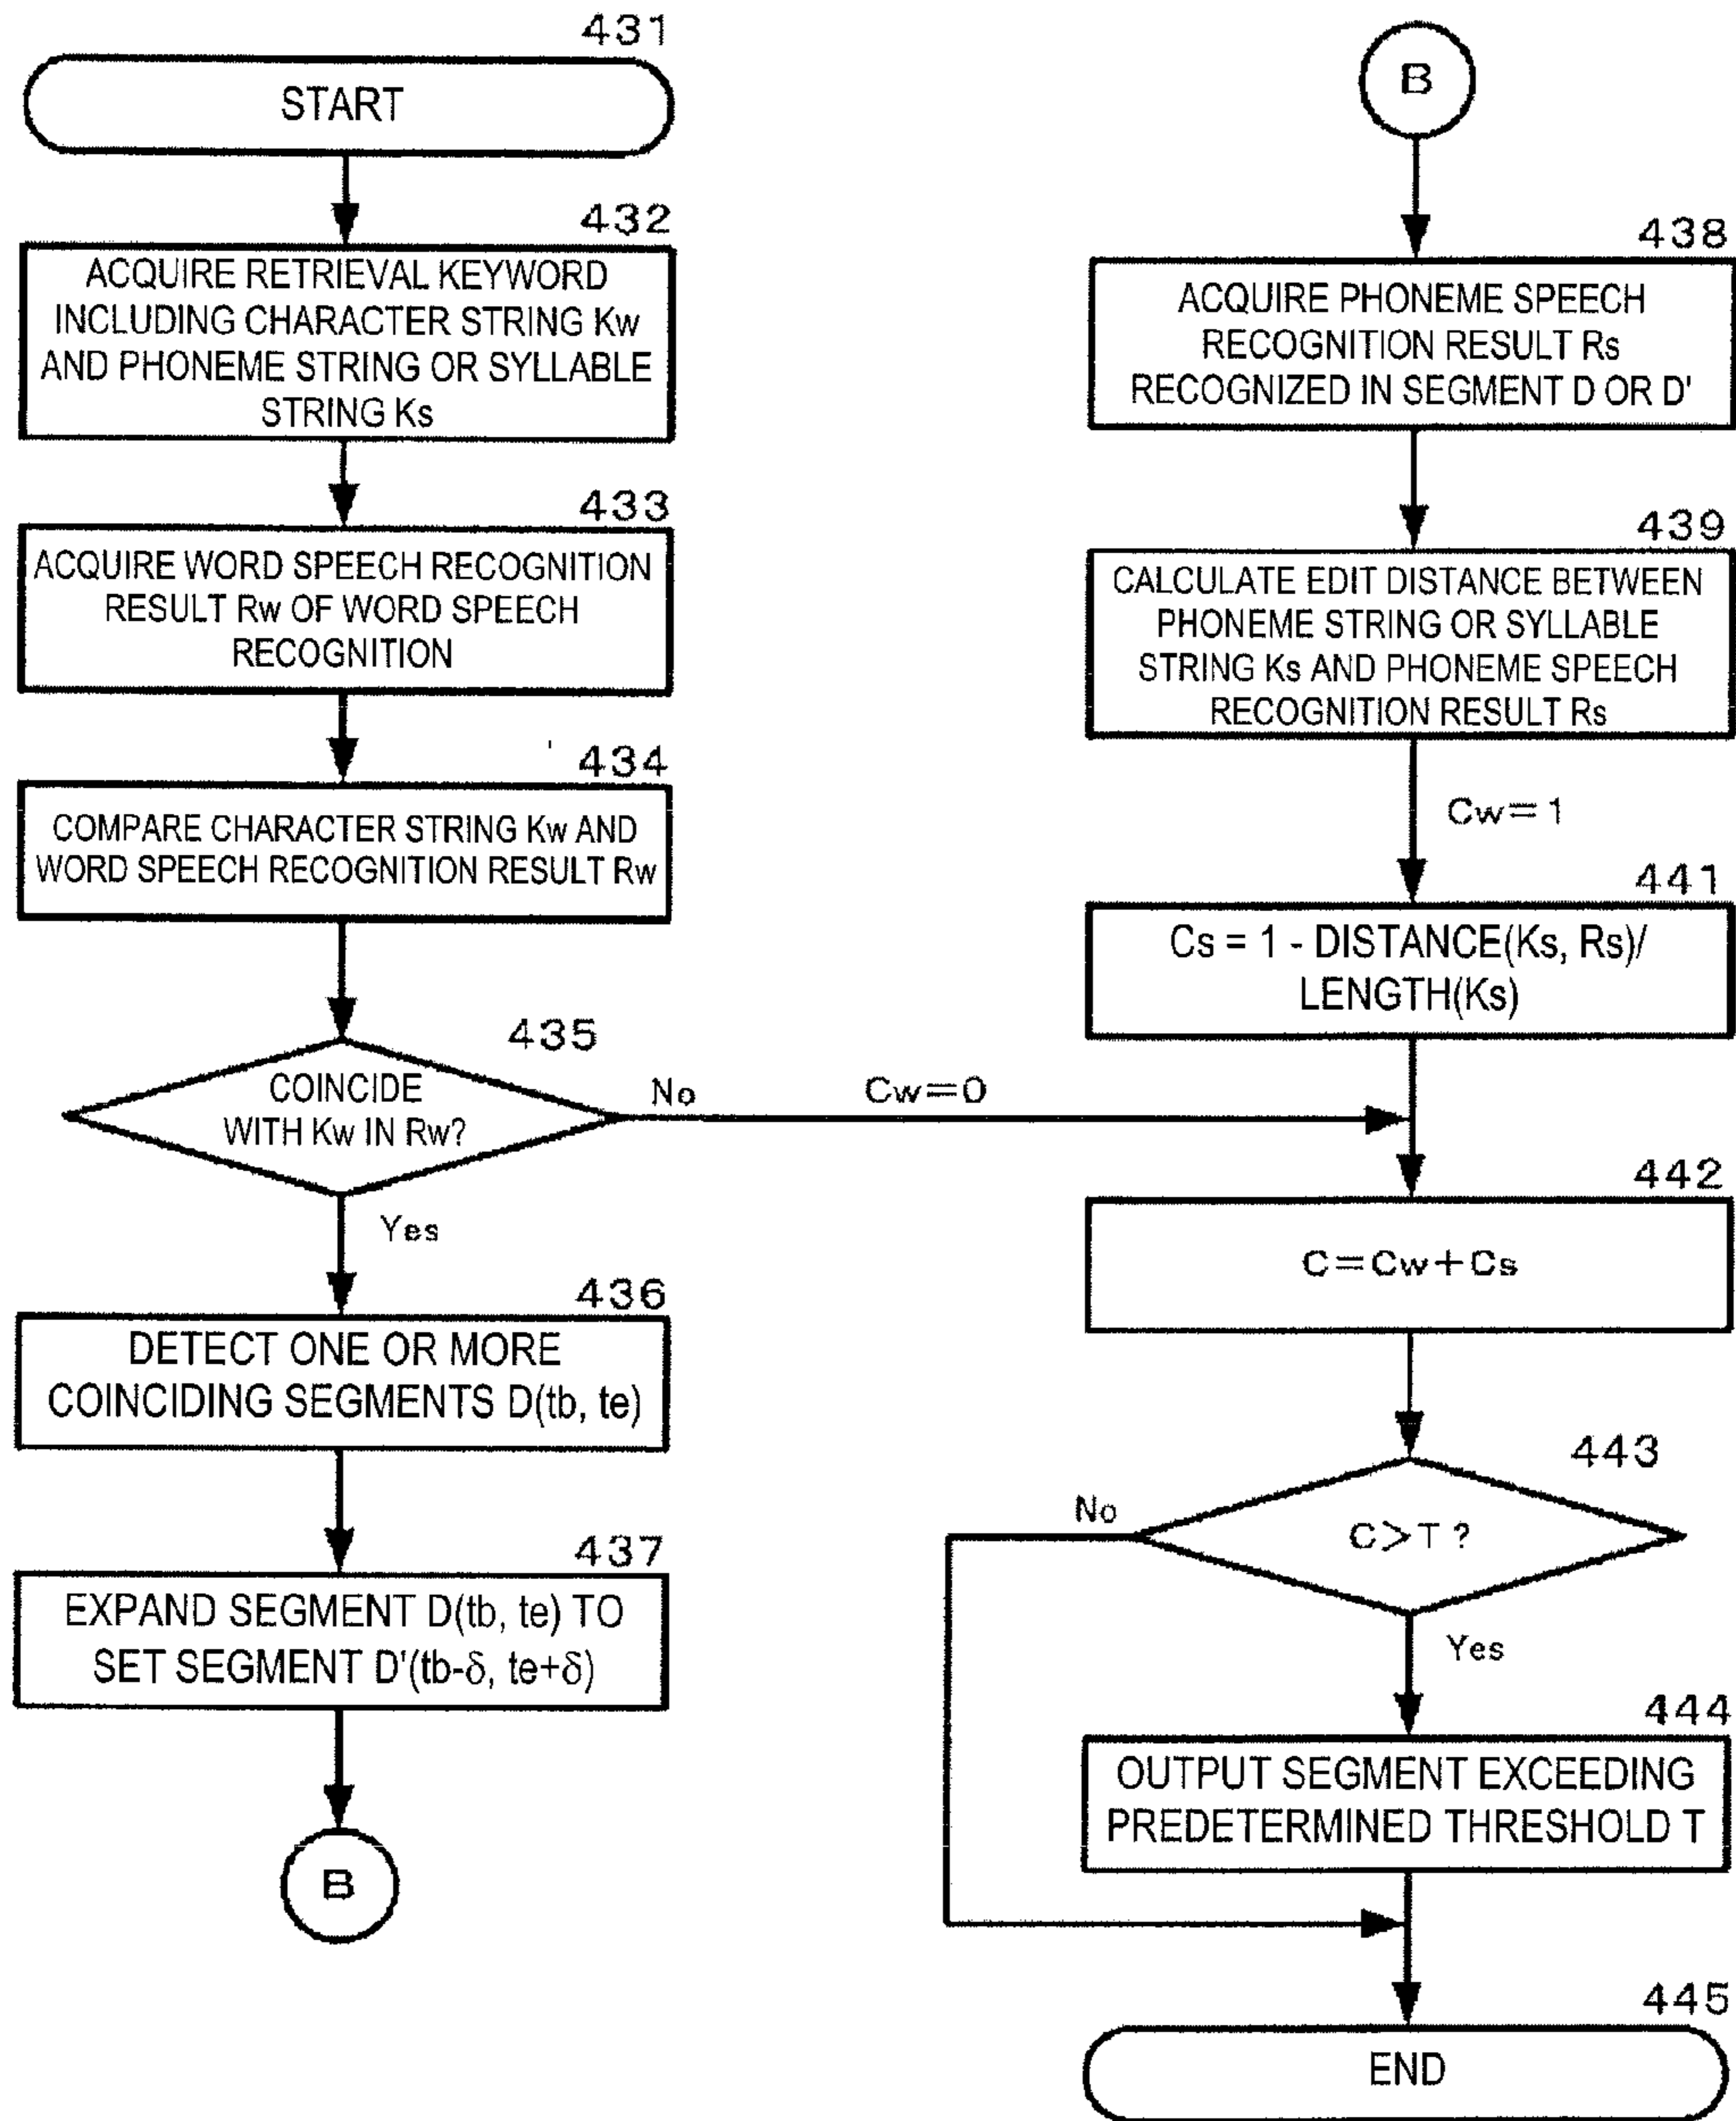 431
START
432
ACQUIRE RETRIEVAL KEYWORD
INCLUDING CHARACTER STRING Kw
AND PHONEME STRING OR SYLLABLE
STRING Ks
433
ACQUIRE WORD SPEECH RECOGNITION
RESULT Rw OF WORD SPEECH
RECOGNITION
434
COMPARE CHARACTER STRING Kw AND
WORD SPEECH RECOGNITION RESULT Rw
435
COINCIDE
WITH Kw IN Rw?
No
Cw=0
Yes
436
DETECT ONE OR MORE
COINCIDING SEGMENTS D(tb, te)
437
EXPAND SEGMENT D(tb, te) TO
SET SEGMENT D'(tb-δ, te+δ)
B
B
438
ACQUIRE PHONEME SPEECH
RECOGNITION RESULT Rs
RECOGNIZED IN SEGMENT D OR D'
439
CALCULATE EDIT DISTANCE BETWEEN
PHONEME STRING OR SYLLABLE
STRING Ks AND PHONEME SPEECH
RECOGNITION RESULT Rs
Cw=1
441
Cs = 1 - DISTANCE(Ks, Rs)/
LENGTH(Ks)
442
C=Cw+Cs
443
No
C>T ?
Yes
444
OUTPUT SEGMENT EXCEEDING
PREDETERMINED THRESHOLD T
445
END